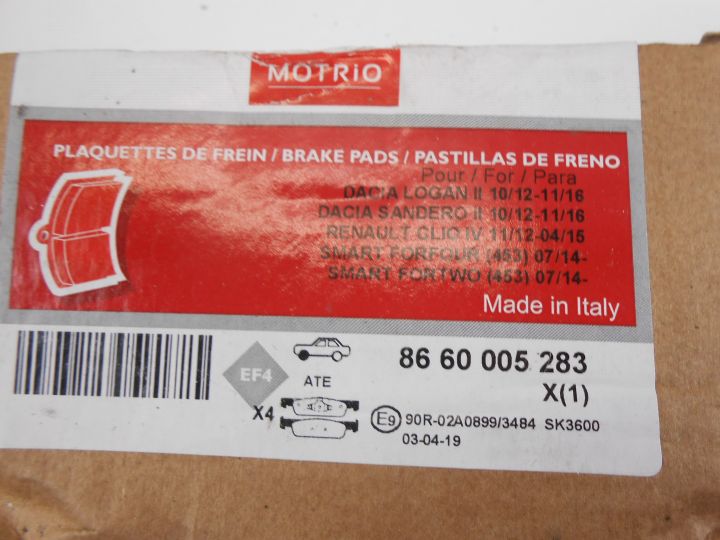 MOTRiO
PLAQUETTES DE FREIN / BRAKE PADS / PASTILLAS DE FRENO
Pour / For / Para
DACIA LOGAN II 10/12-11/16
DACIA SANDERO II 10/12-11/16
RENAULT CLIO IV 11/12-04/15
SMART FORFOUR (453) 07/14-
SMART FORTWO (453) 07/14-
Made in Italy
EF4
86 60 005 283
ATE
X(1)
X4
E9 90R-02A0899/3484 SK3600
03-04-19